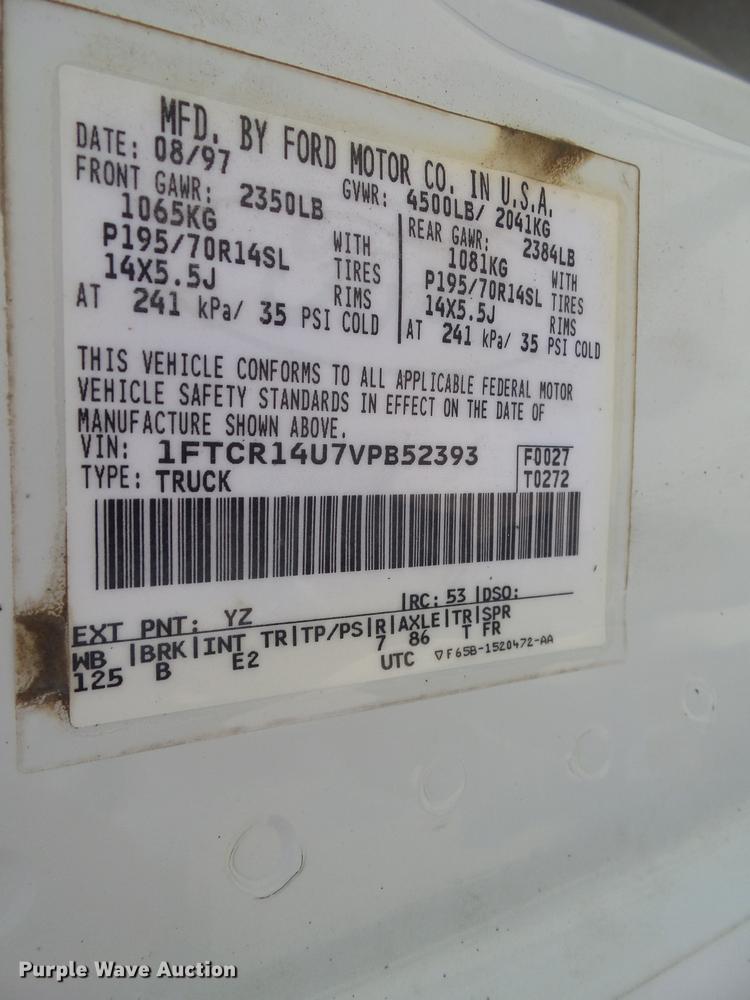 MFD. BY FORD MOTOR CO. IN U.S.A.
DATE: 08/97 GVWR: 4500LB/ 2041KG
FRONT GAWR: 2350LB
1065KG WITH
P195/70R14SL TIRES
14X5.5J RIMS
AT 241 kPa/ 35 PSI COLD
REAR GAWR: 2384LB
1081KG WITH
P195/70R14SL TIRES
14X5.5J RIMS
AT 241 kPa/ 35 PSI COLD
THIS VEHICLE CONFORMS TO ALL APPLICABLE FEDERAL MOTOR
VEHICLE SAFETY STANDARDS IN EFFECT ON THE DATE OF
MANUFACTURE SHOWN ABOVE.
VIN: 1FTCR14U7VPB52393 F0027
TYPE: TRUCK T0272
EXT PNT: YZ RC: 53 DSO:
WB BRK INT TR TP/PS R AXLE TR SPR
125 B E2 7 86 T FR
UTC ▽F65B-1520472-AA
Purple Wave Auction